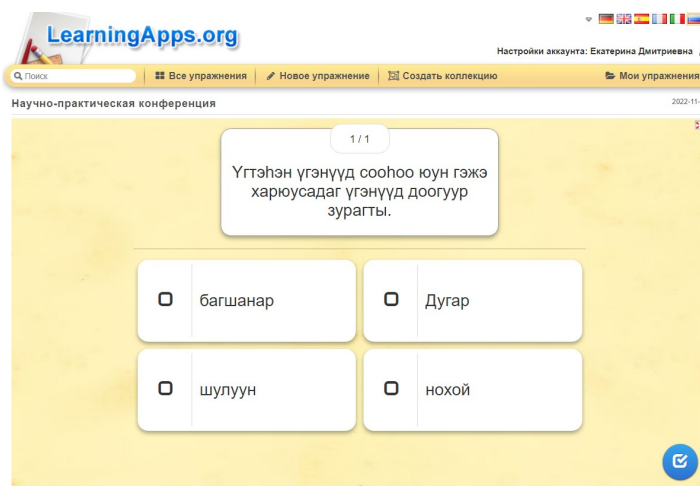 LearningApps.org
Настройки аккаунта: Екатерина Дмитриевна
Поиск
Все упражнения
Новое упражнение
Создать коллекцию
Мои упражнения
Научно-практическая конференция
2022-11-
1 / 1
Үгтэһэн үгэнүүд сооһоо юун гэжэ
харюусадаг үгэнүүд доогуур
зурагты.
багшанар
Дугар
шулуун
нохой